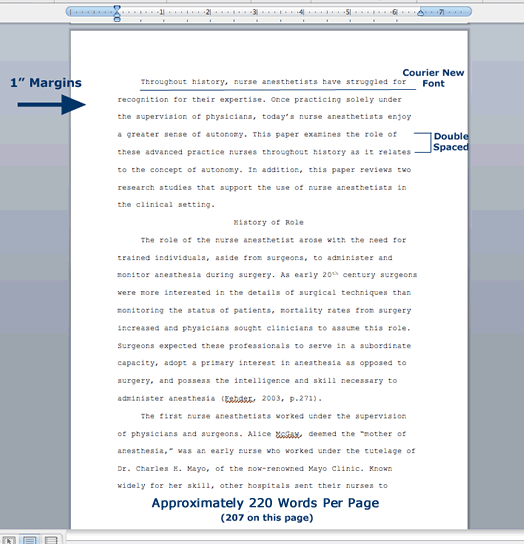 1 2 3 4 5 6 7
1” Margins
Courier New
Font
Throughout history, nurse anesthetists have struggled for
recognition for their expertise. Once practicing solely under
the supervision of physicians, today’s nurse anesthetists enjoy
a greater sense of autonomy. This paper examines the role of
Double
Spaced
these advanced practice nurses throughout history as it relates
to the concept of autonomy. In addition, this paper reviews two
research studies that support the use of nurse anesthetists in
the clinical setting.
History of Role
The role of the nurse anesthetist arose with the need for
trained individuals, aside from surgeons, to administer and
monitor anesthesia during surgery. As early 20th century surgeons
were more interested in the details of surgical techniques than
monitoring the status of patients, mortality rates from surgery
increased and physicians sought clinicians to assume this role.
Surgeons expected these professionals to serve in a subordinate
capacity, adopt a primary interest in anesthesia as opposed to
surgery, and possess the intelligence and skill necessary to
administer anesthesia (Fehder, 2003, p.271).
The first nurse anesthetists worked under the supervision
of physicians and surgeons. Alice McGaw, deemed the “mother of
anesthesia,” was an early nurse who worked under the tutelage of
Dr. Charles H. Mayo, of the now-renowned Mayo Clinic. Known
widely for her skill, other hospitals sent their nurses to
Approximately 220 Words Per Page
(207 on this page)